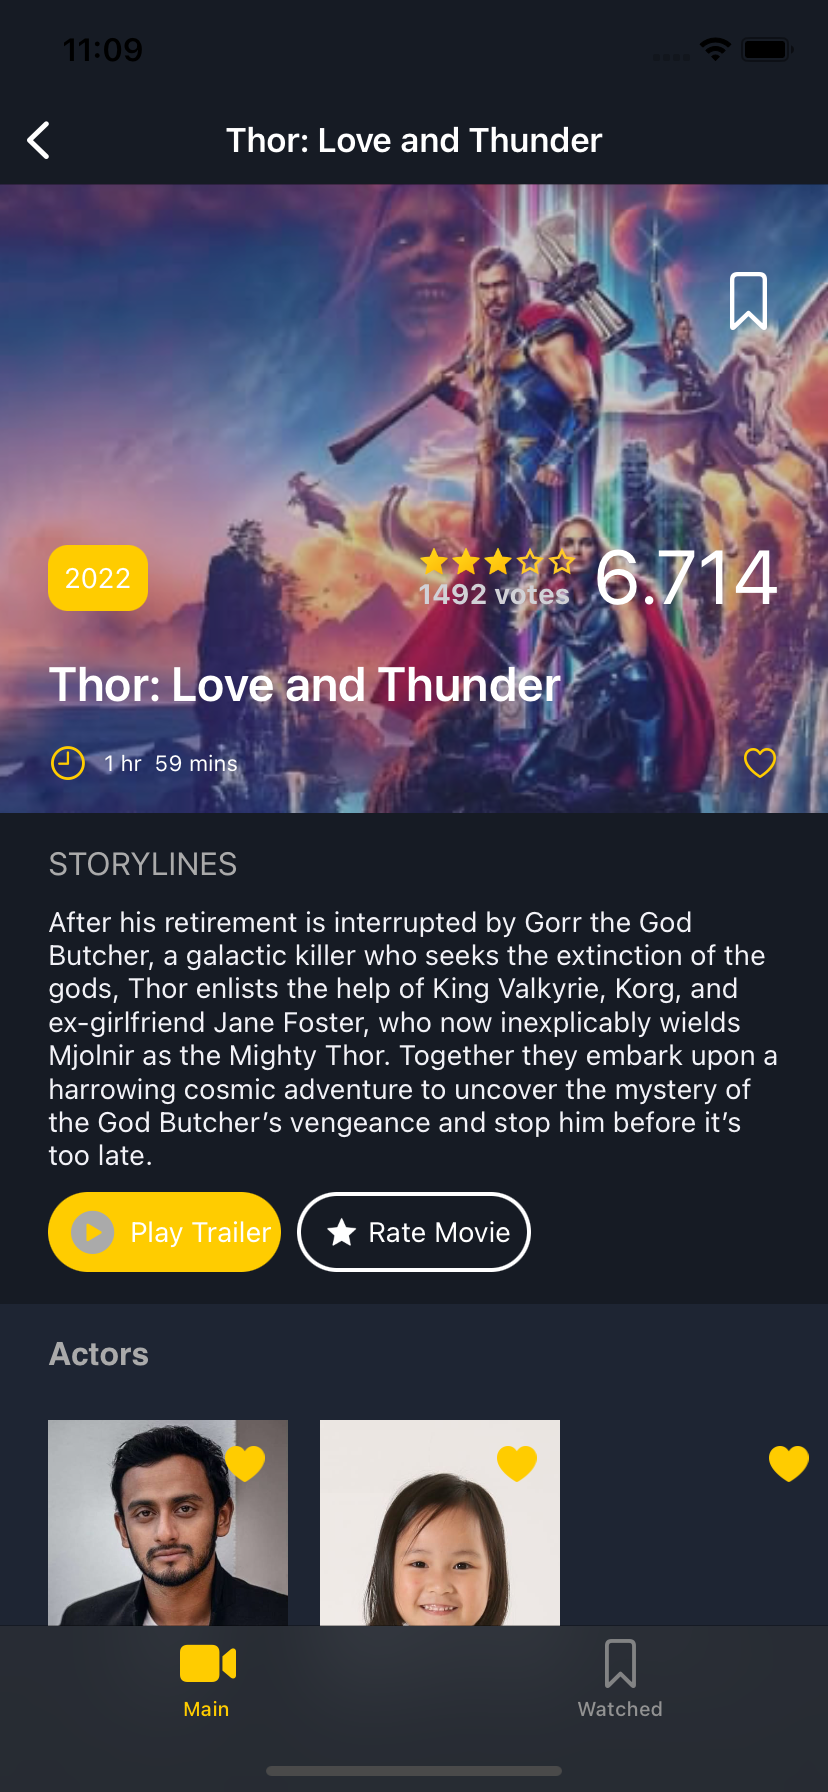 11:09
Thor: Love and Thunder
2022
1492 votes
6.714
Thor: Love and Thunder
1 hr  59 mins
STORYLINES
After his retirement is interrupted by Gorr the God
Butcher, a galactic killer who seeks the extinction of the
gods, Thor enlists the help of King Valkyrie, Korg, and
ex-girlfriend Jane Foster, who now inexplicably wields
Mjolnir as the Mighty Thor. Together they embark upon a
harrowing cosmic adventure to uncover the mystery of
the God Butcher’s vengeance and stop him before it’s
too late.
Play Trailer
Rate Movie
Actors
Main
Watched